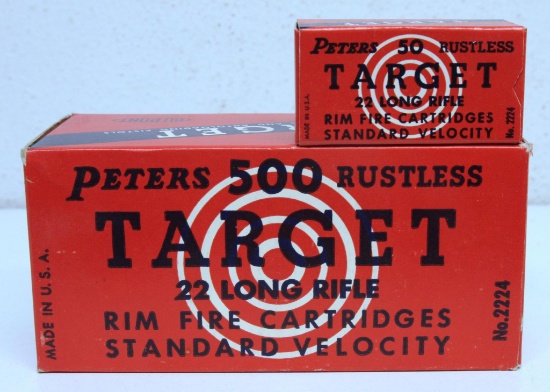 PETERS 50 RUSTLESS
TARGET
22 LONG RIFLE
RIM FIRE CARTRIDGES
STANDARD VELOCITY
MADE IN U.S.A.
No. 2224
PETERS 500 RUSTLESS
TARGET
22 LONG RIFLE
RIM FIRE CARTRIDGES
STANDARD VELOCITY
MADE IN U.S.A.
No. 2224